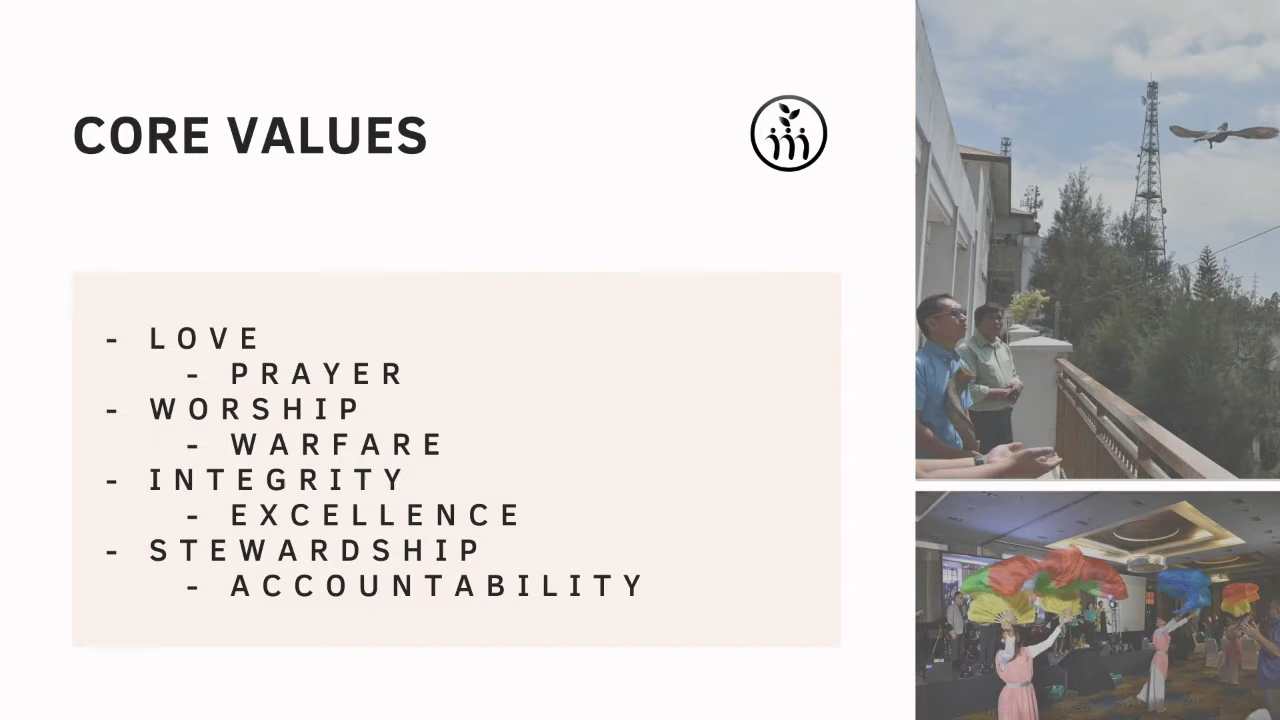 CORE VALUES
- LOVE
- PRAYER
- WORSHIP
- WARFARE
- INTEGRITY
- EXCELLENCE
- STEWARDSHIP
- ACCOUNTABILITY